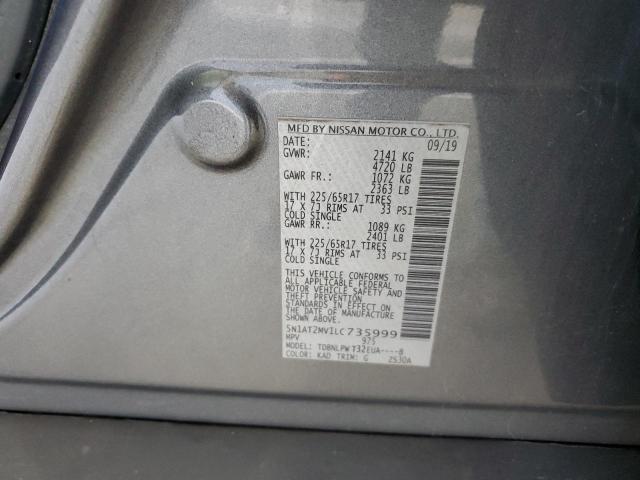 MFD BY NISSAN MOTOR CO., LTD.
DATE: 09/19
GVWR: 2141 KG
4720 LB
GAWR FR.: 1072 KG
2363 LB
WITH 225/65R17 TIRES
17 X 7J RIMS AT 33 PSI
COLD SINGLE
GAWR RR.: 1089 KG
2401 LB
WITH 225/65R17 TIRES
17 X 7J RIMS AT 33 PSI
COLD SINGLE
THIS VEHICLE CONFORMS TO
ALL APPLICABLE FEDERAL
MOTOR VEHICLE SAFETY AND
THEFT PREVENTION
STANDARDS IN EFFECT ON
THE DATE OF MANUFACTURE
SHOWN ABOVE.
5N1AT2MV1LC735999
MPV 975
MODEL: TDBNLPWT32EUA----B
COLOR: KAD TRIM: G 2S30A